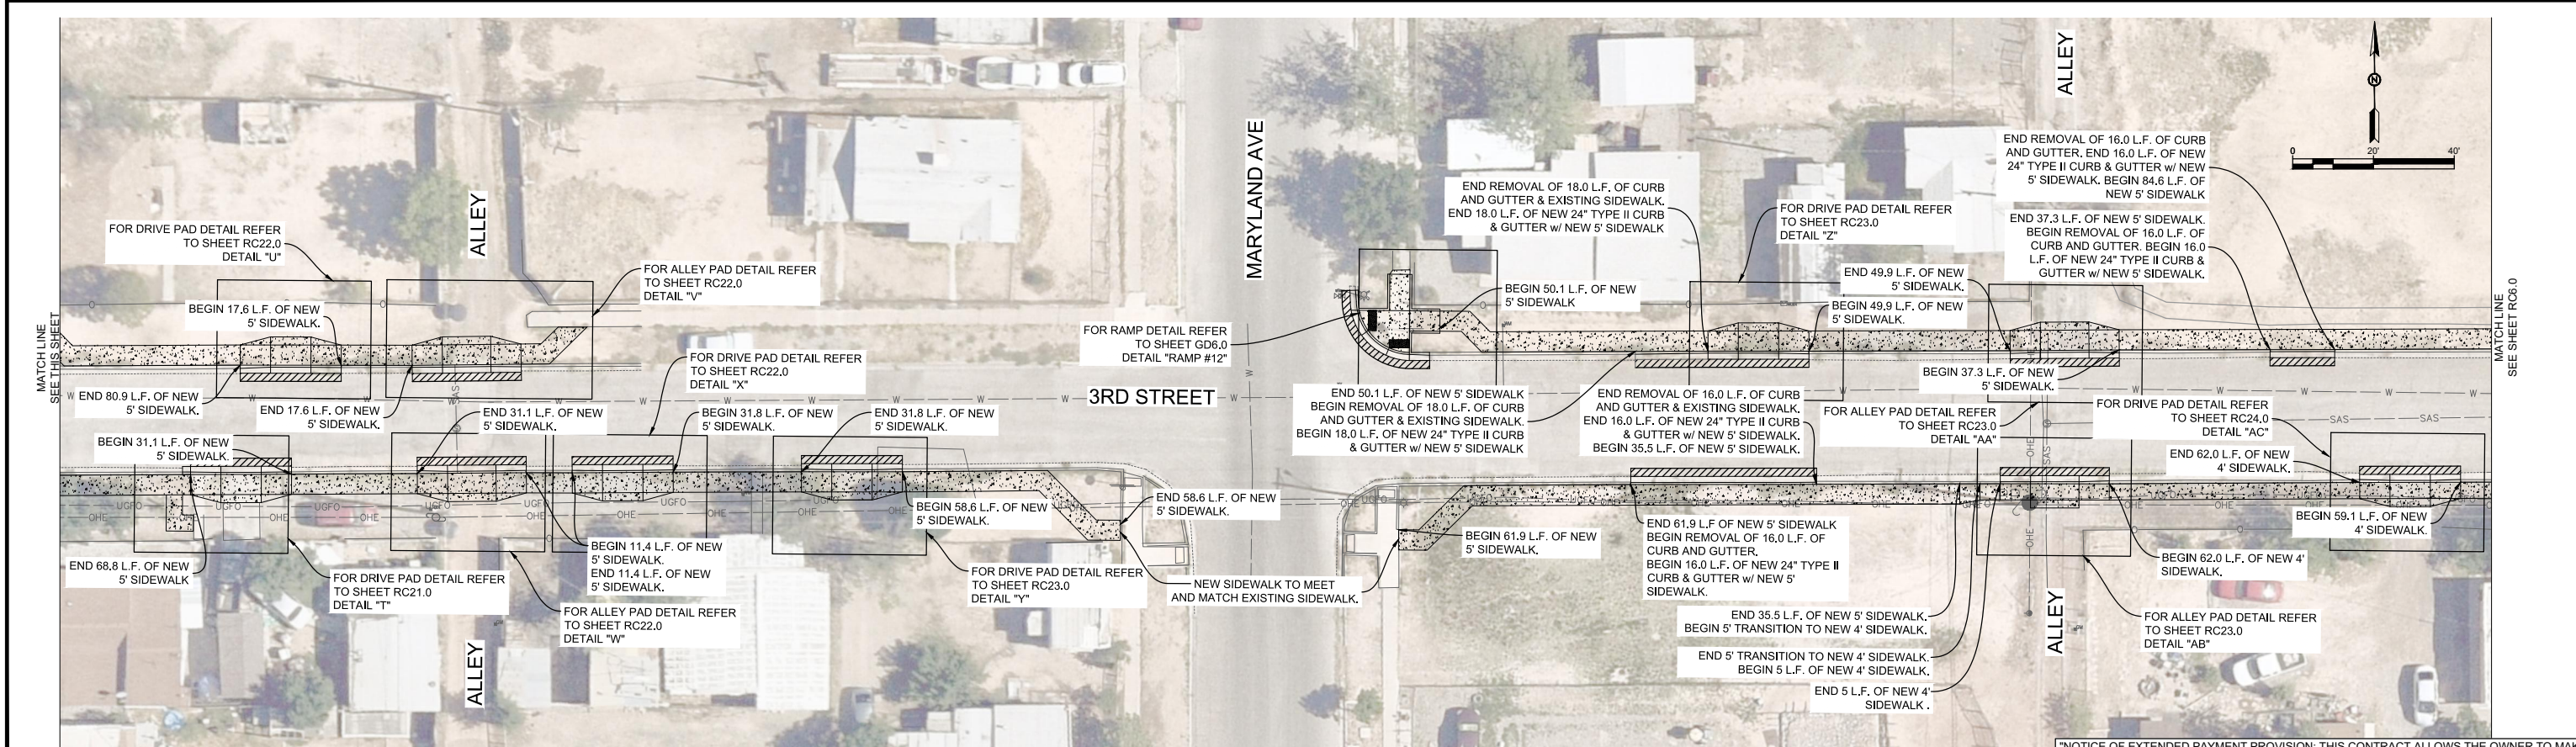 ALLEY
ALLEY
MARYLAND AVE
N
0 20' 40'
END REMOVAL OF 16.0 L.F. OF CURB
AND GUTTER. END 16.0 L.F. OF NEW
24" TYPE II CURB & GUTTER w/ NEW
5' SIDEWALK. BEGIN 84.6 L.F. OF
NEW 5' SIDEWALK
END REMOVAL OF 18.0 L.F. OF CURB
AND GUTTER & EXISTING SIDEWALK.
END 18.0 L.F. OF NEW 24" TYPE II CURB
& GUTTER w/ NEW 5' SIDEWALK
FOR DRIVE PAD DETAIL REFER
TO SHEET RC23.0
DETAIL "Z"
END 37.3 L.F. OF NEW 5' SIDEWALK.
BEGIN REMOVAL OF 16.0 L.F. OF
CURB AND GUTTER. BEGIN 16.0
L.F. OF NEW 24" TYPE II CURB &
GUTTER w/ NEW 5' SIDEWALK.
FOR DRIVE PAD DETAIL REFER
TO SHEET RC22.0
DETAIL "U"
FOR ALLEY PAD DETAIL REFER
TO SHEET RC22.0
DETAIL "V"
END 49.9 L.F. OF NEW
5' SIDEWALK.
BEGIN 50.1 L.F. OF NEW
5' SIDEWALK
BEGIN 49.9 L.F. OF NEW
5' SIDEWALK.
BEGIN 17.6 L.F. OF NEW
5' SIDEWALK.
FOR RAMP DETAIL REFER
TO SHEET GD6.0
DETAIL "RAMP #12"
MATCH LINE
SEE THIS SHEET
MATCH LINE
SEE SHEET RC6.0
FOR DRIVE PAD DETAIL REFER
TO SHEET RC22.0
DETAIL "X"
BEGIN 37.3 L.F. OF NEW
5' SIDEWALK.
END 80.9 L.F. OF NEW
5' SIDEWALK.
END 17.6 L.F. OF NEW
5' SIDEWALK.
3RD STREET
END 50.1 L.F. OF NEW 5' SIDEWALK
BEGIN REMOVAL OF 18.0 L.F. OF CURB
AND GUTTER & EXISTING SIDEWALK.
BEGIN 18.0 L.F. OF NEW 24" TYPE II CURB
& GUTTER w/ NEW 5' SIDEWALK
END REMOVAL OF 16.0 L.F. OF CURB
AND GUTTER & EXISTING SIDEWALK.
END 16.0 L.F. OF NEW 24" TYPE II CURB
& GUTTER w/ NEW 5' SIDEWALK.
BEGIN 35.5 L.F. OF NEW 5' SIDEWALK.
FOR ALLEY PAD DETAIL REFER
TO SHEET RC23.0
DETAIL "AA"
FOR DRIVE PAD DETAIL REFER
TO SHEET RC24.0
DETAIL "AC"
END 31.1 L.F. OF NEW
5' SIDEWALK.
BEGIN 31.8 L.F. OF NEW
5' SIDEWALK.
END 31.8 L.F. OF NEW
5' SIDEWALK.
BEGIN 31.1 L.F. OF NEW
5' SIDEWALK.
END 62.0 L.F. OF NEW
4' SIDEWALK.
END 58.6 L.F. OF NEW
5' SIDEWALK.
BEGIN 58.6 L.F. OF NEW
5' SIDEWALK.
BEGIN 59.1 L.F. OF NEW
4' SIDEWALK.
END 61.9 L.F OF NEW 5' SIDEWALK
BEGIN REMOVAL OF 16.0 L.F. OF
CURB AND GUTTER.
BEGIN 16.0 L.F. OF NEW 24" TYPE II
CURB & GUTTER w/ NEW 5'
SIDEWALK.
BEGIN 61.9 L.F. OF NEW
5' SIDEWALK.
BEGIN 11.4 L.F. OF NEW
5' SIDEWALK.
END 11.4 L.F. OF NEW
5' SIDEWALK.
BEGIN 62.0 L.F. OF NEW 4'
SIDEWALK.
END 68.8 L.F. OF NEW
5' SIDEWALK
FOR DRIVE PAD DETAIL REFER
TO SHEET RC21.0
DETAIL "T"
FOR DRIVE PAD DETAIL REFER
TO SHEET RC23.0
DETAIL "Y"
NEW SIDEWALK TO MEET
AND MATCH EXISTING SIDEWALK.
FOR ALLEY PAD DETAIL REFER
TO SHEET RC22.0
DETAIL "W"
END 35.5 L.F. OF NEW 5' SIDEWALK.
BEGIN 5' TRANSITION TO NEW 4' SIDEWALK.
FOR ALLEY PAD DETAIL REFER
TO SHEET RC23.0
DETAIL "AB"
END 5' TRANSITION TO NEW 4' SIDEWALK.
BEGIN 5 L.F. OF NEW 4' SIDEWALK.
END 5 L.F. OF NEW 4'
SIDEWALK .
ALLEY
ALLEY